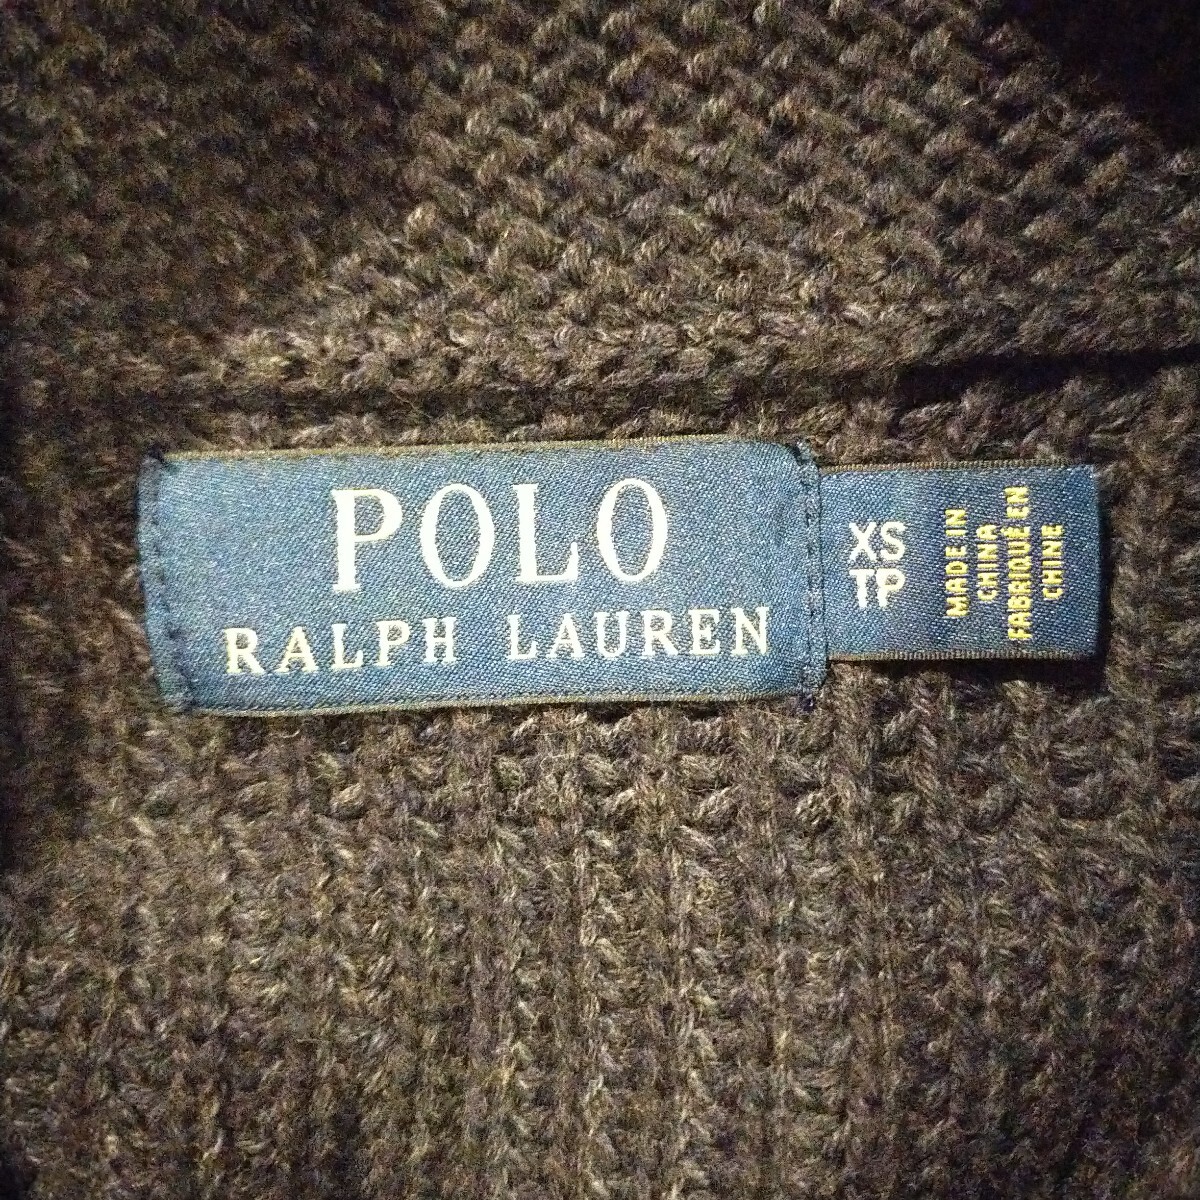 POLO
RALPH LAUREN
XS
TP
MADE IN
CHINA
FABRIQUÉ EN
CHINE